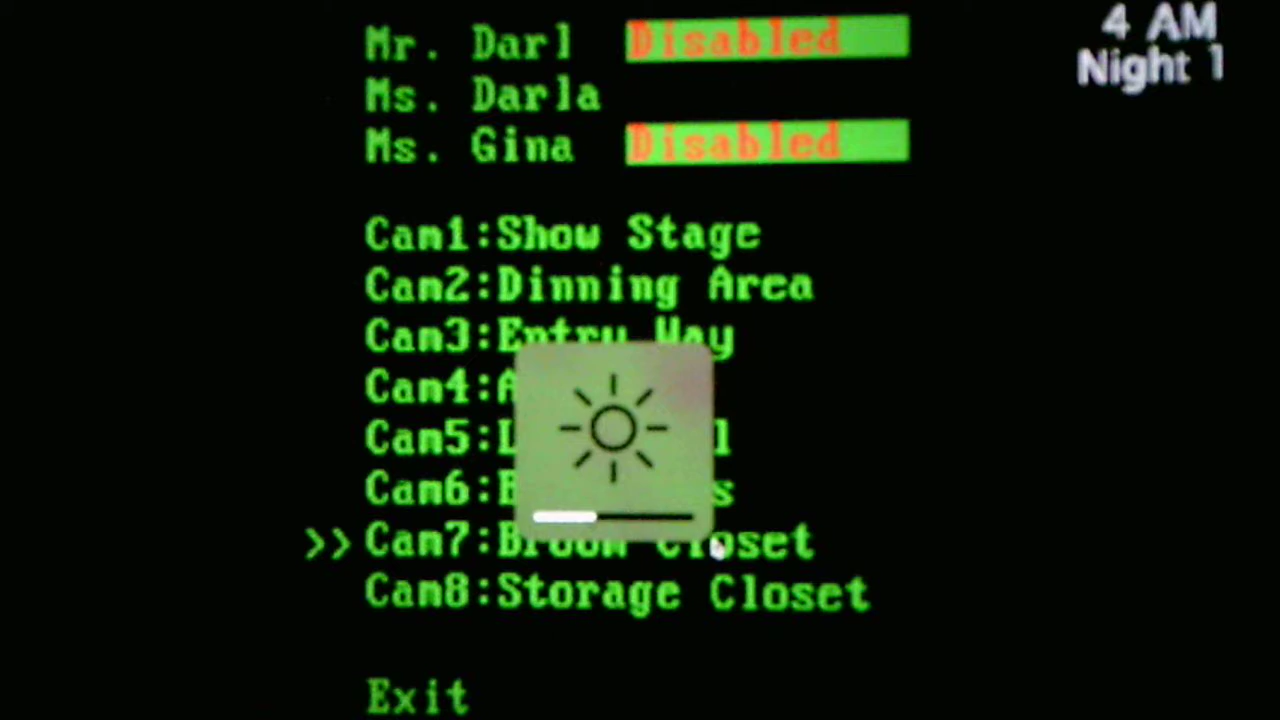 Mr. Darl Disabled
4 AM
Night 1
Ms. Darla
Ms. Gina Disabled
Cam1:Show Stage
Cam2:Dinning Area
Cam3:Entry Way
Cam4:
Cam5:
Cam6:
>> Cam7:Broom Closet
Cam8:Storage Closet
Exit